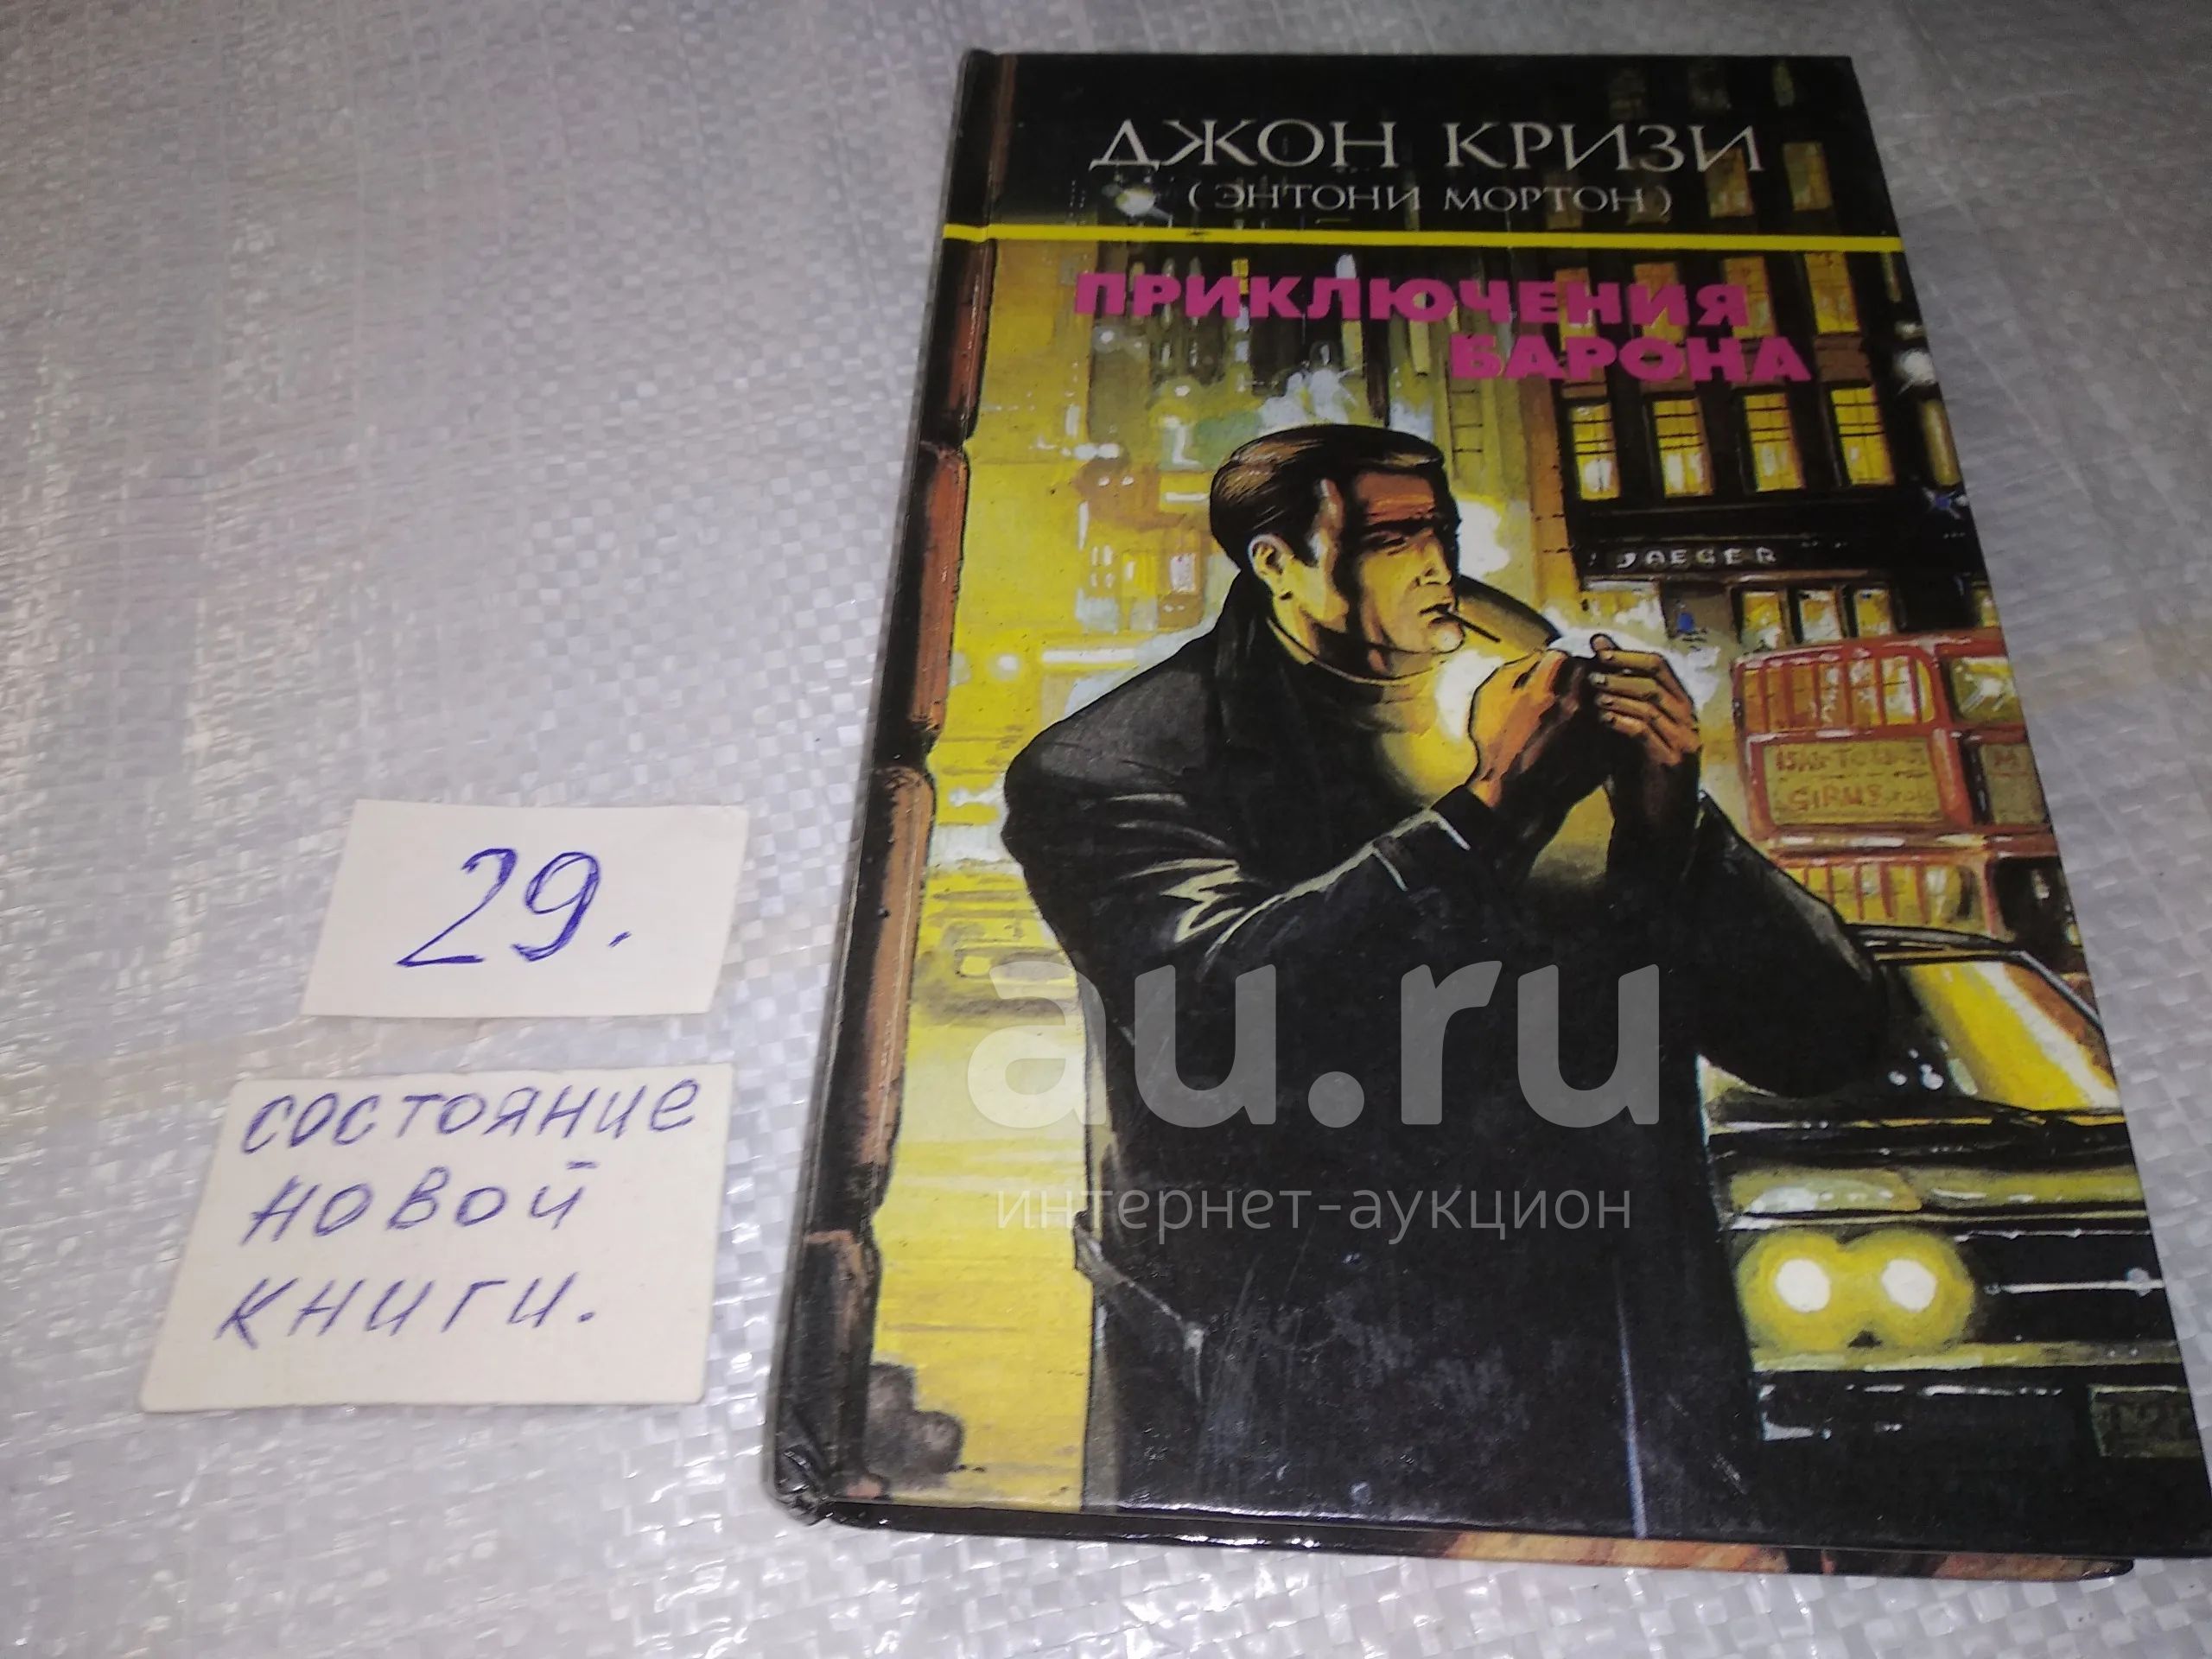 ДЖОН КРИЗИ
(ЭНТОНИ МОРТОН)
ПРИКЛЮЧЕНИЯ
БАРОНА
JAEGER
29.
состояние
новой
книги.
au.ru
интернет-аукцион